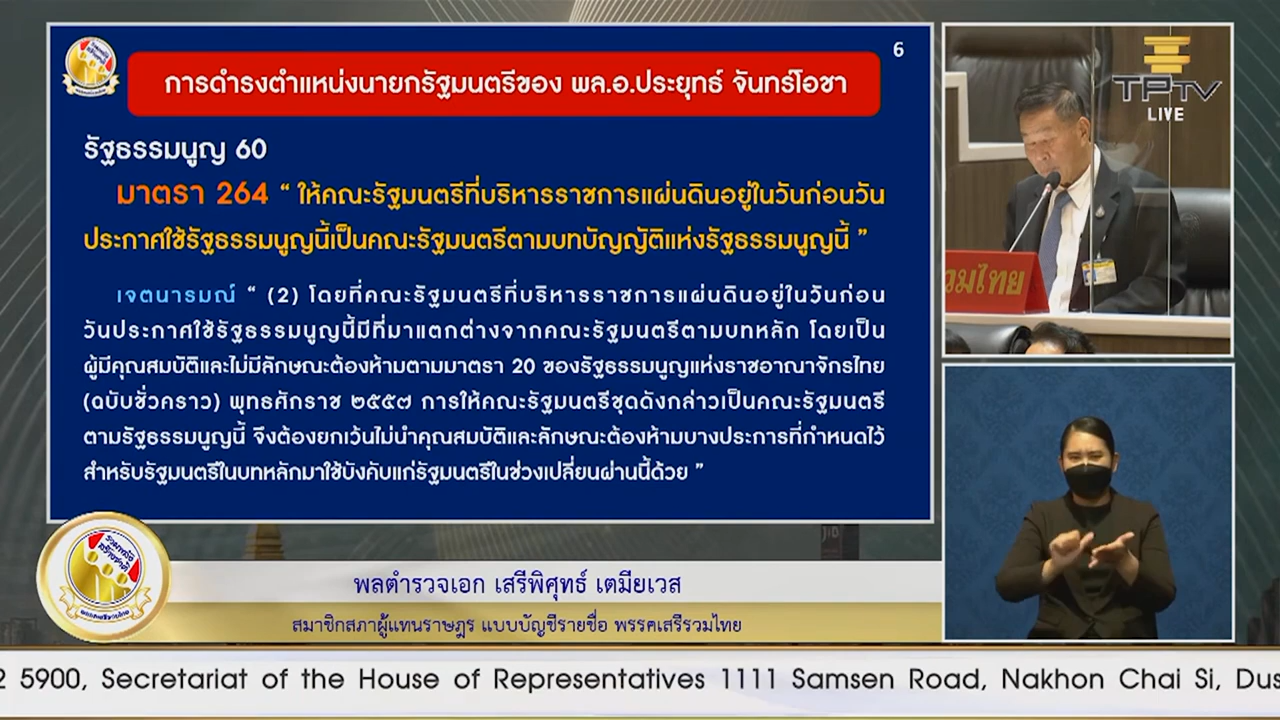 6
การดำรงตำแหน่งนายกรัฐมนตรีของ พล.อ.ประยุทธ์ จันทร์โอชา
รัฐธรรมนูญ 60
มาตรา 264 “ ให้คณะรัฐมนตรีที่บริหารราชการแผ่นดินอยู่ในวันก่อนวัน
ประกาศใช้รัฐธรรมนูญนี้เป็นคณะรัฐมนตรีตามบทบัญญัติแห่งรัฐธรรมนูญนี้ ”
เจตนารมณ์ “ (2) โดยที่คณะรัฐมนตรีที่บริหารราชการแผ่นดินอยู่ในวันก่อน
วันประกาศใช้รัฐธรรมนูญนี้มีที่มาแตกต่างจากคณะรัฐมนตรีตามบทหลัก โดยเป็น
ผู้มีคุณสมบัติและไม่มีลักษณะต้องห้ามตามมาตรา 20 ของรัฐธรรมนูญแห่งราชอาณาจักรไทย
(ฉบับชั่วคราว) พุทธศักราช ๒๕๕๗ การให้คณะรัฐมนตรีชุดดังกล่าวเป็นคณะรัฐมนตรี
ตามรัฐธรรมนูญนี้ จึงต้องยกเว้นไม่นำคุณสมบัติและลักษณะต้องห้ามบางประการที่กำหนดไว้
สำหรับรัฐมนตรีในบทหลักมาใช้บังคับแก่รัฐมนตรีในช่วงเปลี่ยนผ่านนี้ด้วย ”
TPTV
LIVE
วมไทย
รวมพลัง
สร้างชาติ
พรรคเสรีรวมไทย
พลตำรวจเอก เสรีพิศุทธ์ เตมียเวส
สมาชิกสภาผู้แทนราษฎร แบบบัญชีรายชื่อ พรรคเสรีรวมไทย
2 5900, Secretariat of the House of Representatives 1111 Samsen Road, Nakhon Chai Si, Dus